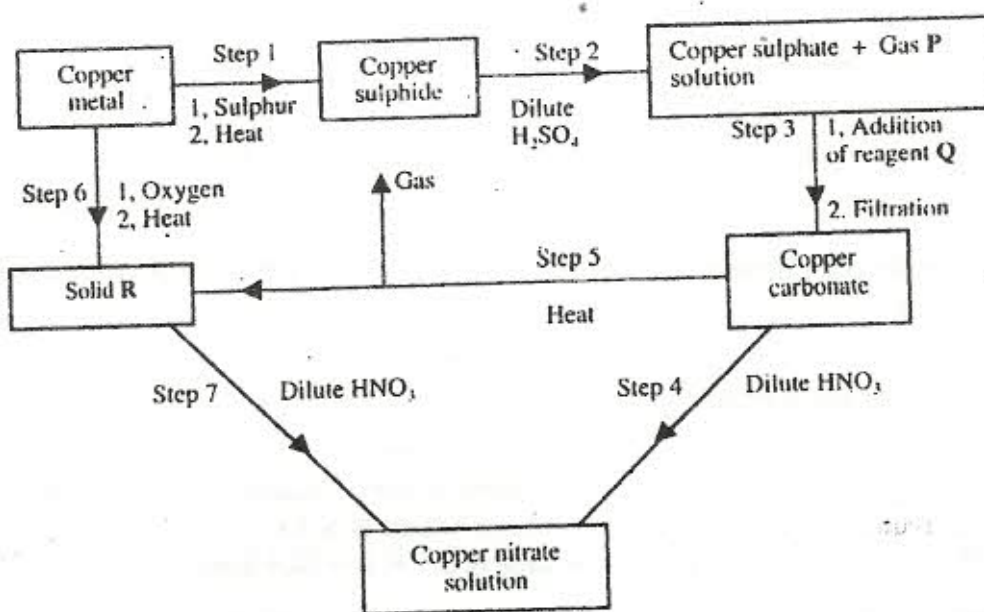 Copper
metal
Step 1
1, Sulphur
2, Heat
Copper
sulphide
Step 2
Dilute
H₂SO₄
Copper sulphate + Gas P
solution
Step 3
1, Addition
of reagent Q
2. Filtration
Step 6
1, Oxygen
2, Heat
Gas
Solid R
Step 5
Heat
Copper
carbonate
Step 7
Dilute HNO₃
Step 4
Dilute HNO₃
Copper nitrate
solution